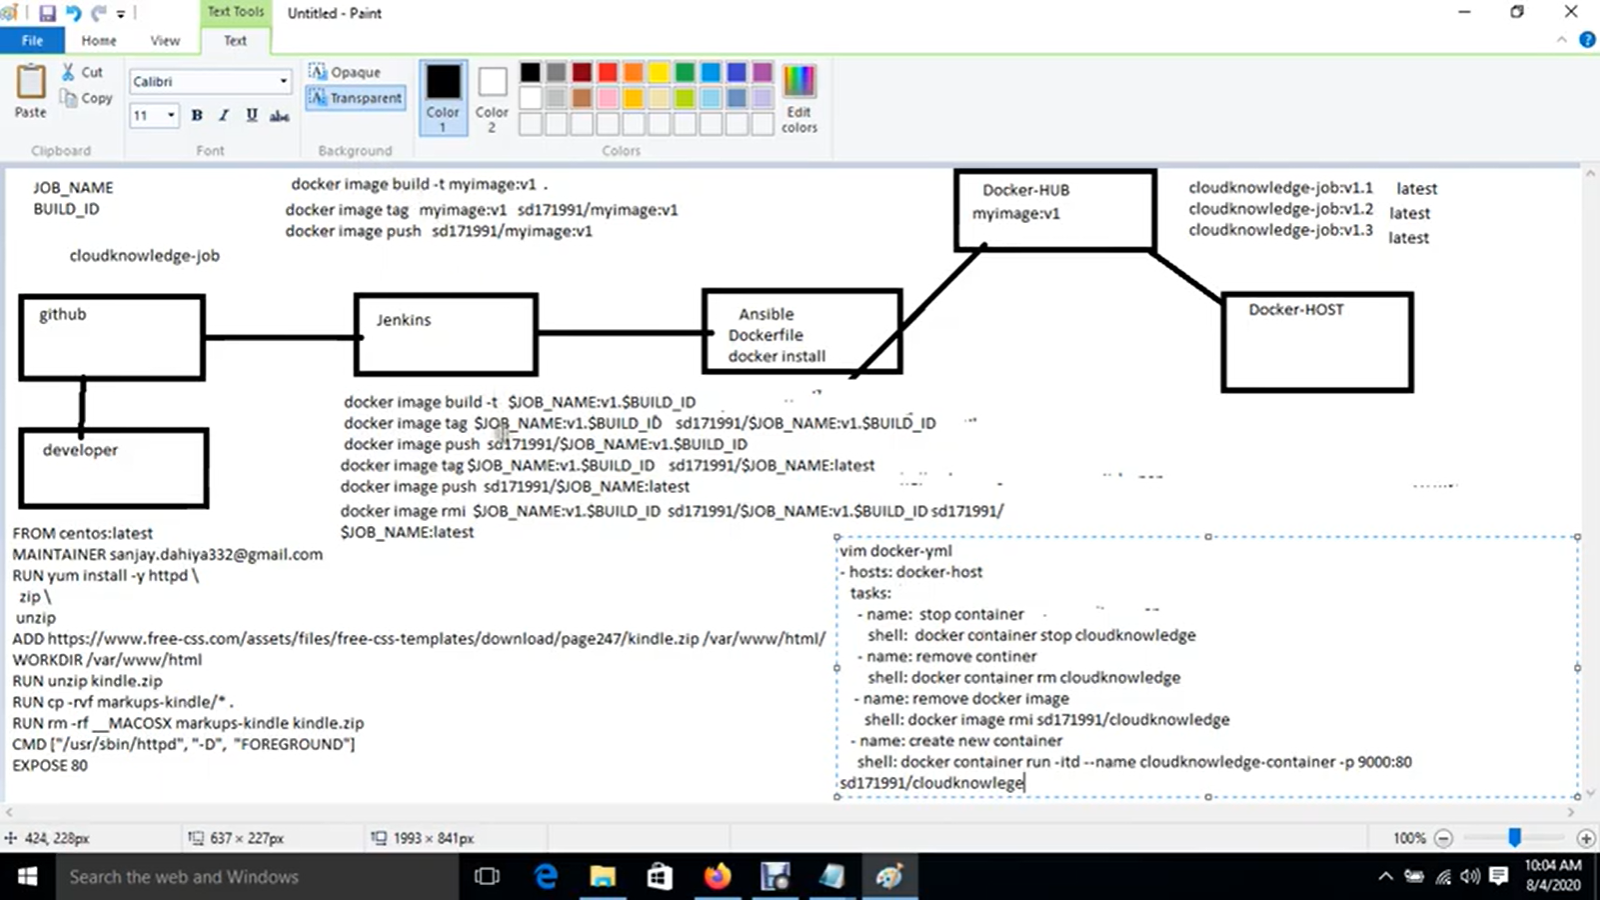 Text Tools
Untitled - Paint
File
Home
View
Text
Paste
Cut
Copy
Clipboard
Calibri
11
B I U abc
Font
Opaque
Transparent
Background
Color 1
Color 2
Edit colors
Colors
JOB_NAME
BUILD_ID
cloudknowledge-job
docker image build -t myimage:v1 .
docker image tag myimage:v1 sd171991/myimage:v1
docker image push sd171991/myimage:v1
Docker-HUB
myimage:v1
cloudknowledge-job:v1.1 latest
cloudknowledge-job:v1.2 latest
cloudknowledge-job:v1.3 latest
github
Jenkins
Ansible
Dockerfile
docker install
Docker-HOST
developer
docker image build -t $JOB_NAME:v1.$BUILD_ID
docker image tag $JOB_NAME:v1.$BUILD_ID sd171991/$JOB_NAME:v1.$BUILD_ID
docker image push sd171991/$JOB_NAME:v1.$BUILD_ID
docker image tag $JOB_NAME:v1.$BUILD_ID sd171991/$JOB_NAME:latest
docker image push sd171991/$JOB_NAME:latest
docker image rmi $JOB_NAME:v1.$BUILD_ID sd171991/$JOB_NAME:v1.$BUILD_ID sd171991/
$JOB_NAME:latest
FROM centos:latest
MAINTAINER sanjay.dahiya332@gmail.com
RUN yum install -y httpd \
zip \
unzip
ADD https://www.free-css.com/assets/files/free-css-templates/download/page247/kindle.zip /var/www/html/
WORKDIR /var/www/html
RUN unzip kindle.zip
RUN cp -rvf markups-kindle/* .
RUN rm -rf __MACOSX markups-kindle kindle.zip
CMD ["/usr/sbin/httpd", "-D", "FOREGROUND"]
EXPOSE 80
vim docker-yml
- hosts: docker-host
tasks:
- name: stop container
shell: docker container stop cloudknowledge
- name: remove continer
shell: docker container rm cloudknowledge
- name: remove docker image
shell: docker image rmi sd171991/cloudknowledge
- name: create new container
shell: docker container run -itd --name cloudknowledge-container -p 9000:80
sd171991/cloudknowlege
424, 228px
637 × 227px
1993 × 841px
100%
Search the web and Windows
10:04 AM
8/4/2020